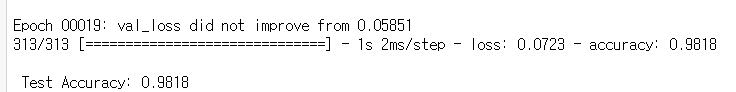 Epoch 00019: val_loss did not improve from 0.05851
313/313 [==============================] - 1s 2ms/step - loss: 0.0723 - accuracy: 0.9818
Test Accuracy: 0.9818